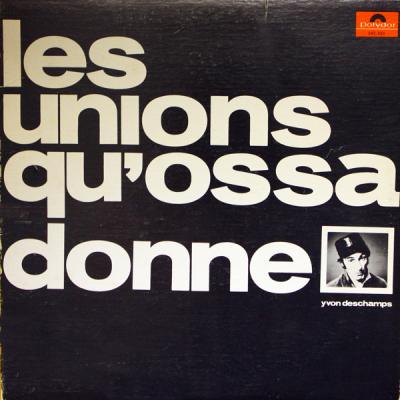 polydor
les
unions
qu'ossa
donne
yvon deschamps